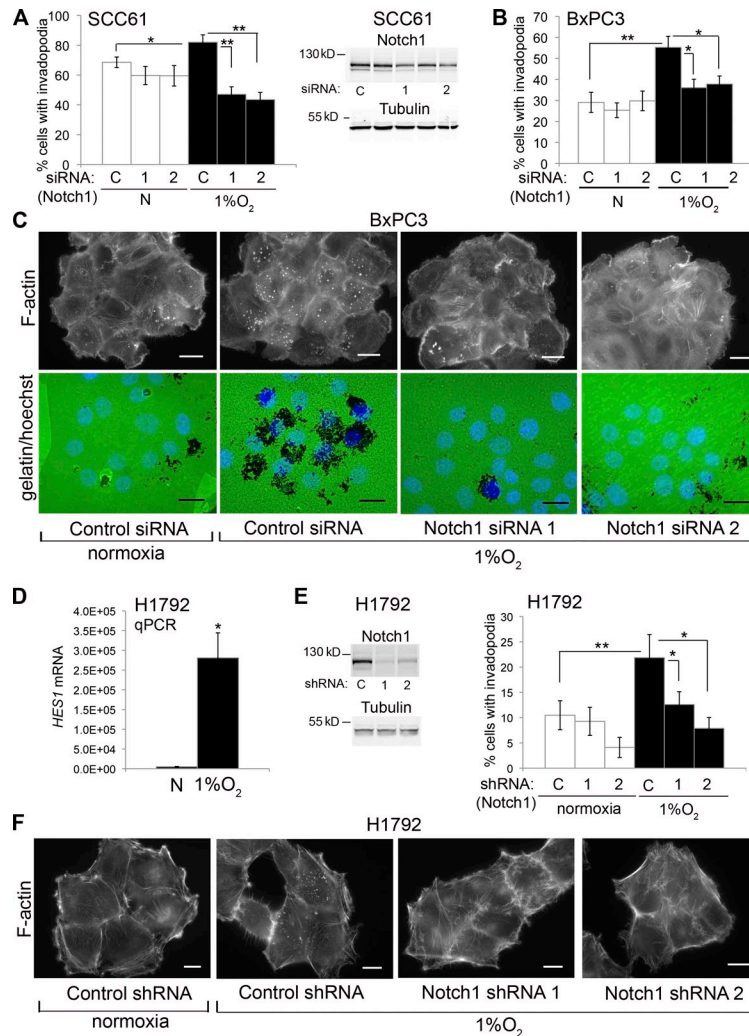 A
SCC61
% cells with invadopodia
100
80
60
40
20
0
*
**
**
siRNA: C 1 2 C 1 2
(Notch1) N 1%O2
SCC61
Notch1
130 kD
siRNA: C 1 2
Tubulin
55 kD
B
BxPC3
% cells with invadopodia
70
60
50
40
30
20
10
0
**
*
*
siRNA: C 1 2 C 1 2
(Notch1) N 1%O2
C
BxPC3
F-actin
gelatin/hoechst
Control siRNA Control siRNA Notch1 siRNA 1 Notch1 siRNA 2
normoxia 1%O2
D
H1792
qPCR
HES1 mRNA
4.0E+05
3.5E+05
3.0E+05
2.5E+05
2.0E+05
1.5E+05
1.0E+05
5.0E+04
0.0E+00
*
N 1%O2
E
H1792
Notch1
130 kD
shRNA: C 1 2
Tubulin
55 kD
H1792
% cells with invadopodia
30
25
20
15
10
5
0
**
*
*
shRNA: C 1 2 C 1 2
(Notch1) normoxia 1%O2
F
H1792
F-actin
Control shRNA Control shRNA Notch1 shRNA 1 Notch1 shRNA 2
normoxia 1%O2